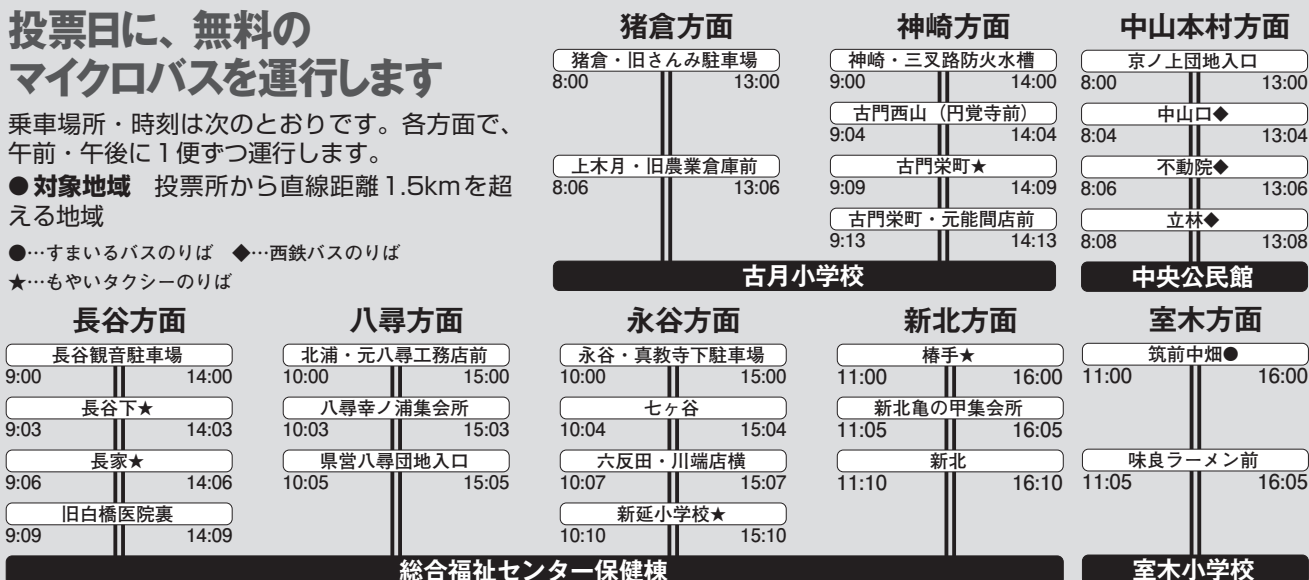 投票日に、無料の
マイクロバスを運行します
乗車場所・時刻は次のとおりです。各方面で、
午前・午後に１便ずつ運行します。
●対象地域　投票所から直線距離1.5kmを超
える地域
●…すまいるバスのりば　◆…西鉄バスのりば
★…もやいタクシーのりば
猪倉方面
猪倉・旧さんみ駐車場
8:00 13:00
上木月・旧農業倉庫前
8:06 13:06
神崎方面
神崎・三叉路防火水槽
9:00 14:00
古門西山（円覚寺前）
9:04 14:04
古門栄町★
9:09 14:09
古門栄町・元能間店前
9:13 14:13
古月小学校
中山本村方面
京ノ上団地入口
8:00 13:00
中山口◆
8:04 13:04
不動院◆
8:06 13:06
立林◆
8:08 13:08
中央公民館
長谷方面
長谷観音駐車場
9:00 14:00
長谷下★
9:03 14:03
長家★
9:06 14:06
旧白橋医院裏
9:09 14:09
八尋方面
北浦・元八尋工務店前
10:00 15:00
八尋幸ノ浦集会所
10:03 15:03
県営八尋団地入口
10:05 15:05
永谷方面
永谷・真教寺下駐車場
10:00 15:00
七ヶ谷
10:04 15:04
六反田・川端店横
10:07 15:07
新延小学校★
10:10 15:10
新北方面
椿手★
11:00 16:00
新北亀の甲集会所
11:05 16:05
新北
11:10 16:10
総合福祉センター保健棟
室木方面
筑前中畑●
11:00 16:00
味良ラーメン前
11:05 16:05
室木小学校